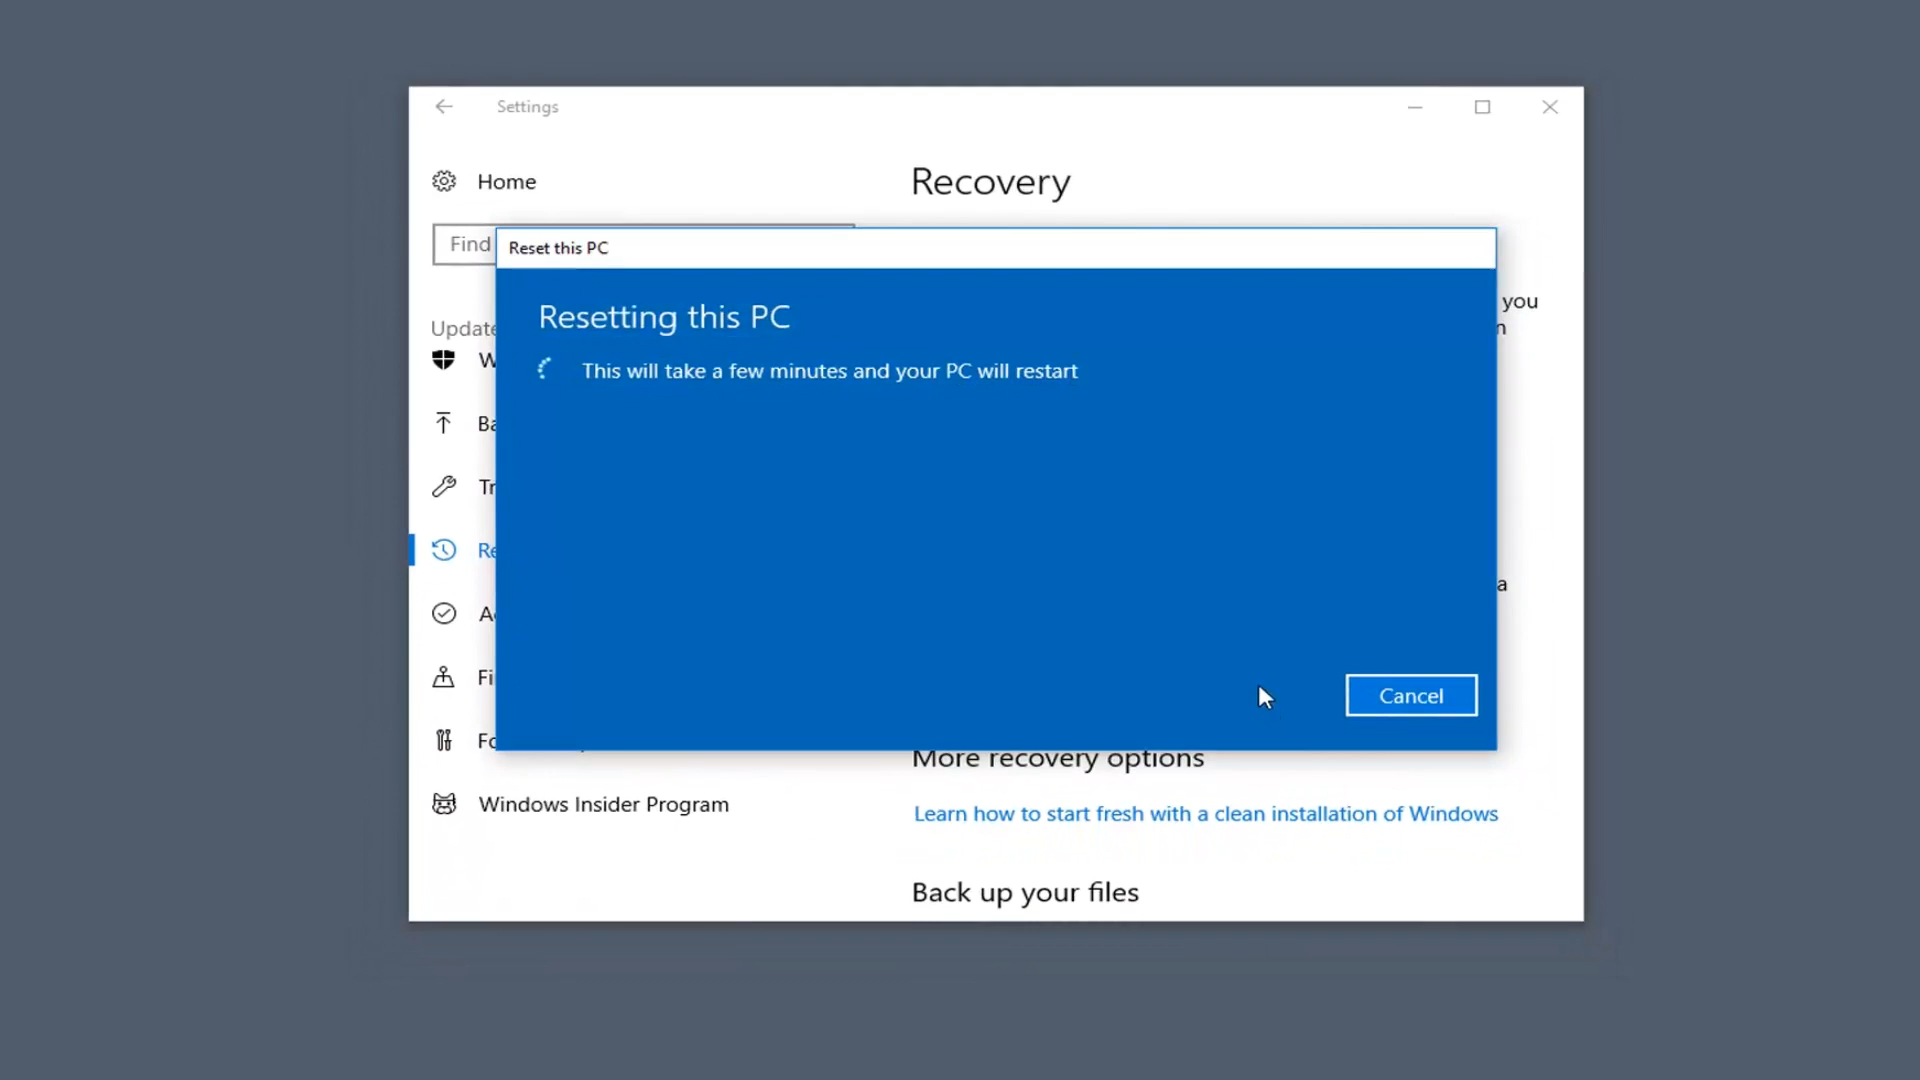 Settings
Home
Recovery
Find
Reset this PC
Resetting this PC
This will take a few minutes and your PC will restart
you
Update
Cancel
More recovery options
Windows Insider Program
Learn how to start fresh with a clean installation of Windows
Back up your files